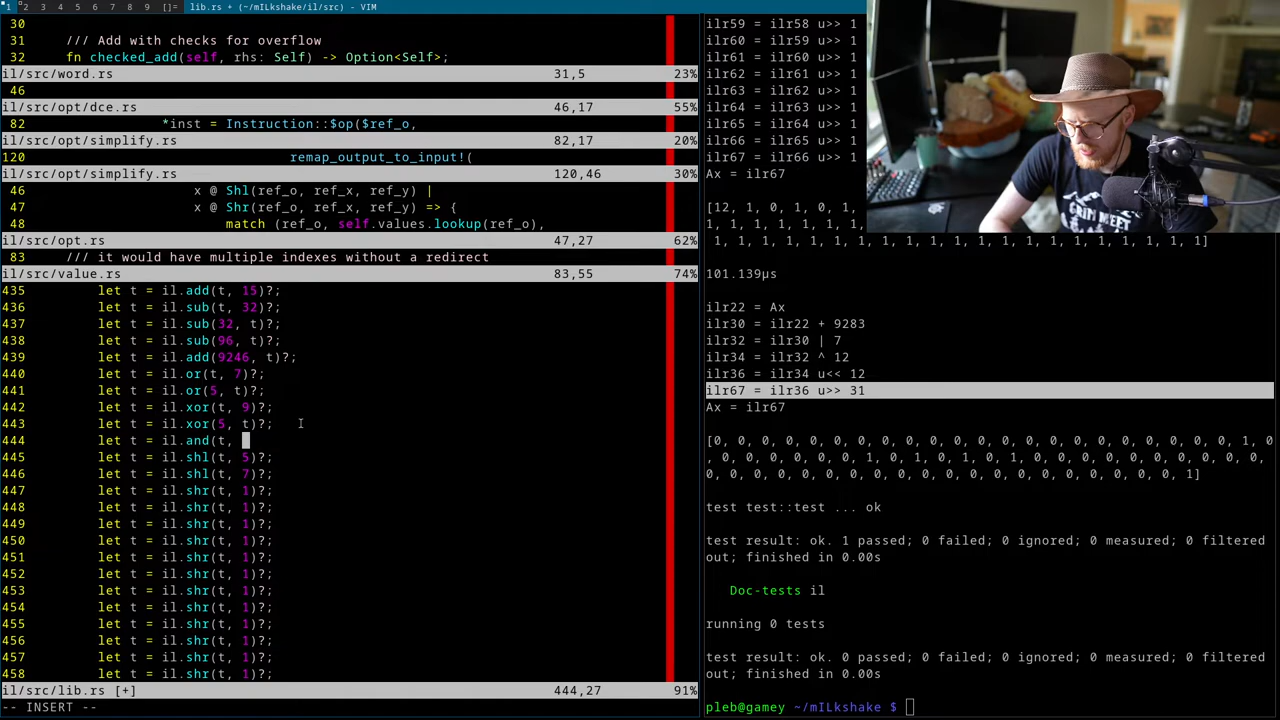 1 2 3 4 5 6 7 8 9 []= lib.rs + (~/mILkshake/il/src) - VIM
30
31 /// Add with checks for overflow
32 fn checked_add(self, rhs: Self) -> Option<Self>;
il/src/word.rs 31,5 23%
46
il/src/opt/dce.rs 46,17 55%
82 *inst = Instruction::$op($ref_o,
il/src/opt/simplify.rs 82,17 20%
120 remap_output_to_input!(
il/src/opt/simplify.rs 120,46 30%
46 x @ Shl(ref_o, ref_x, ref_y) |
47 x @ Shr(ref_o, ref_x, ref_y) => {
48 match (ref_o, self.values.lookup(ref_o),
il/src/opt.rs 47,27 62%
83 /// it would have multiple indexes without a redirect
il/src/value.rs 83,55 74%
435 let t = il.add(t, 15)?;
436 let t = il.sub(t, 32)?;
437 let t = il.sub(32, t)?;
438 let t = il.sub(96, t)?;
439 let t = il.add(9246, t)?;
440 let t = il.or(t, 7)?;
441 let t = il.or(5, t)?;
442 let t = il.xor(t, 9)?;
443 let t = il.xor(5, t)?;
444 let t = il.and(t,
445 let t = il.shl(t, 5)?;
446 let t = il.shl(t, 7)?;
447 let t = il.shr(t, 1)?;
448 let t = il.shr(t, 1)?;
449 let t = il.shr(t, 1)?;
450 let t = il.shr(t, 1)?;
451 let t = il.shr(t, 1)?;
452 let t = il.shr(t, 1)?;
453 let t = il.shr(t, 1)?;
454 let t = il.shr(t, 1)?;
455 let t = il.shr(t, 1)?;
456 let t = il.shr(t, 1)?;
457 let t = il.shr(t, 1)?;
458 let t = il.shr(t, 1)?;
il/src/lib.rs [+] 444,27 91%
-- INSERT --
ilr59 = ilr58 u>> 1
ilr60 = ilr59 u>> 1
ilr61 = ilr60 u>> 1
ilr62 = ilr61 u>> 1
ilr63 = ilr62 u>> 1
ilr64 = ilr63 u>> 1
ilr65 = ilr64 u>> 1
ilr66 = ilr65 u>> 1
ilr67 = ilr66 u>> 1
Ax = ilr67
[12, 1, 0, 1, 0, 1,
1, 1, 1, 1, 1, 1,
1, 1, 1, 1, 1, 1, 1, 1, 1, 1, 1, 1, 1, 1, 1, 1, 1, 1, 1]
101.139µs
ilr22 = Ax
ilr30 = ilr22 + 9283
ilr32 = ilr30 | 7
ilr34 = ilr32 ^ 12
ilr36 = ilr34 u<< 12
ilr67 = ilr36 u>> 31
Ax = ilr67
[0, 0, 0, 0, 0, 0, 0, 0, 0, 0, 0, 0, 0, 0, 0, 0, 0, 0, 0, 0, 0, 0, 1, 0
, 0, 0, 0, 0, 0, 0, 1, 0, 1, 0, 1, 0, 1, 0, 0, 0, 0, 0, 0, 0, 0, 0, 0,
0, 0, 0, 0, 0, 0, 0, 0, 0, 0, 0, 0, 0, 0, 0, 0, 0, 0, 0, 1]
test test::test ... ok
test result: ok. 1 passed; 0 failed; 0 ignored; 0 measured; 0 filtered
out; finished in 0.00s
Doc-tests il
running 0 tests
test result: ok. 0 passed; 0 failed; 0 ignored; 0 measured; 0 filtered
out; finished in 0.00s
pleb@gamey ~/mILkshake $
GRIM MEET